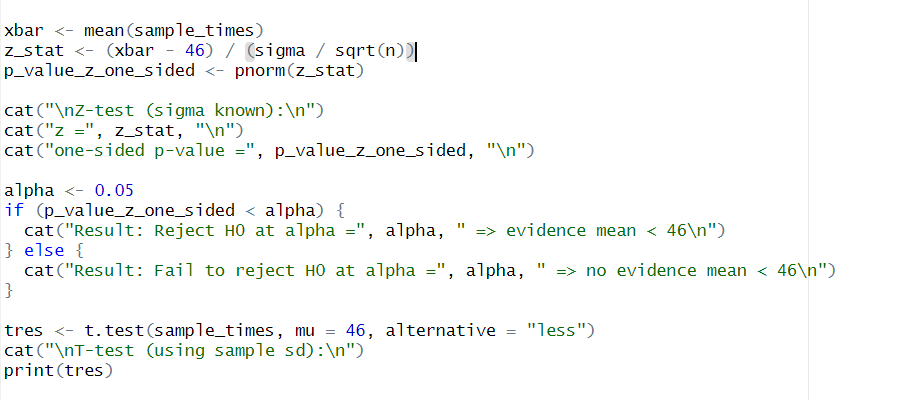 xbar <- mean(sample_times)
z_stat <- (xbar - 46) / (sigma / sqrt(n))
p_value_z_one_sided <- pnorm(z_stat)
cat("\nZ-test (sigma known):\n")
cat("z =", z_stat, "\n")
cat("one-sided p-value =", p_value_z_one_sided, "\n")
alpha <- 0.05
if (p_value_z_one_sided < alpha) {
  cat("Result: Reject H0 at alpha =", alpha, " => evidence mean < 46\n")
} else {
  cat("Result: Fail to reject H0 at alpha =", alpha, " => no evidence mean < 46\n")
}
tres <- t.test(sample_times, mu = 46, alternative = "less")
cat("\nT-test (using sample sd):\n")
print(tres)